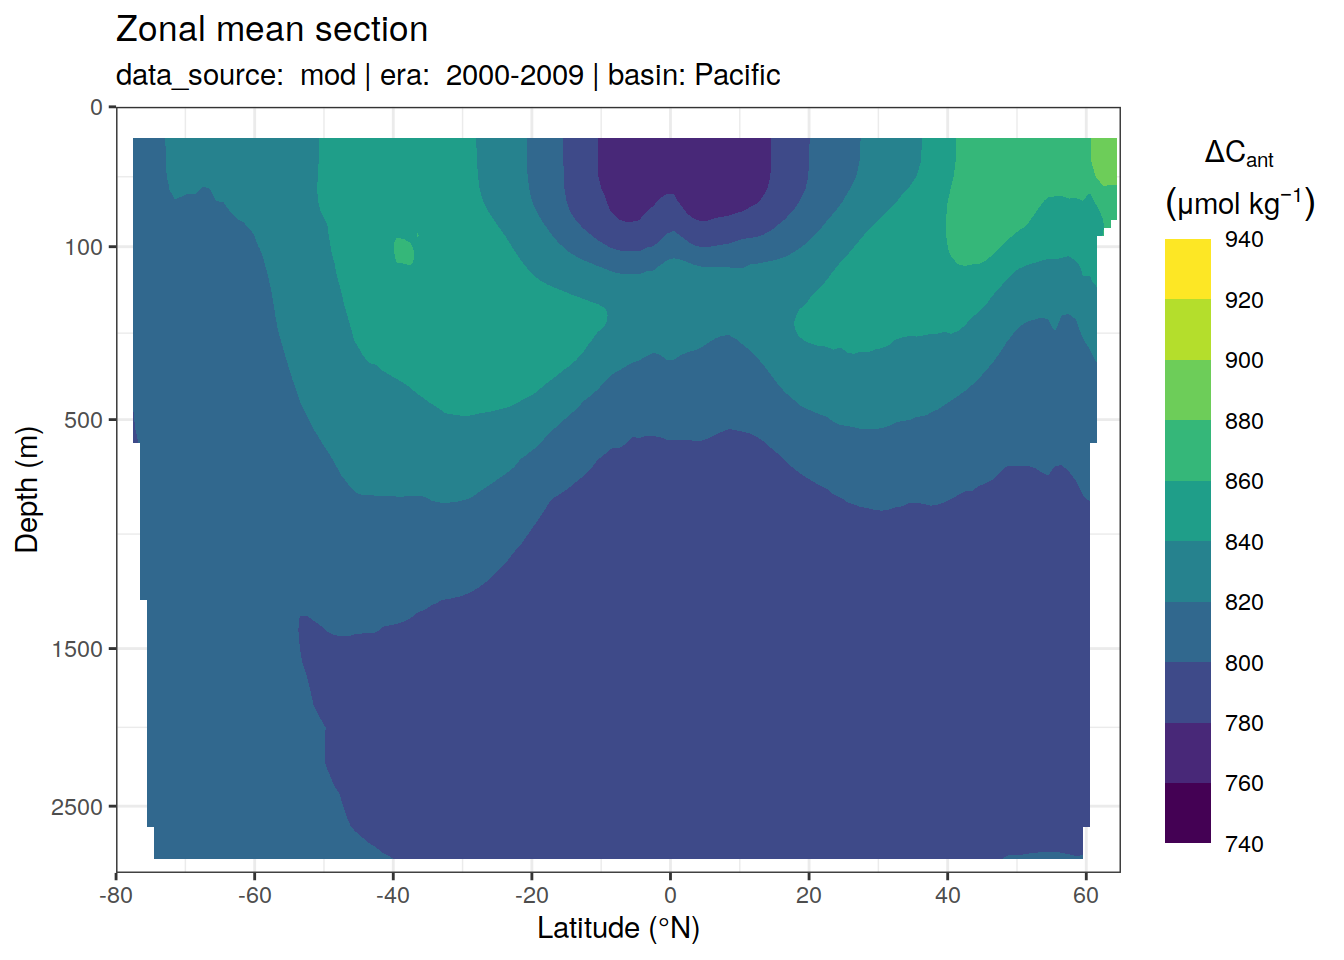 Zonal mean section
data_source:  mod | era:  2000-2009 | basin: Pacific
ΔCant
(μmol kg⁻¹)
940
920
900
880
860
840
820
800
780
760
740
Depth (m)
0
100
500
1500
2500
-80 -60 -40 -20 0 20 40 60
Latitude (°N)